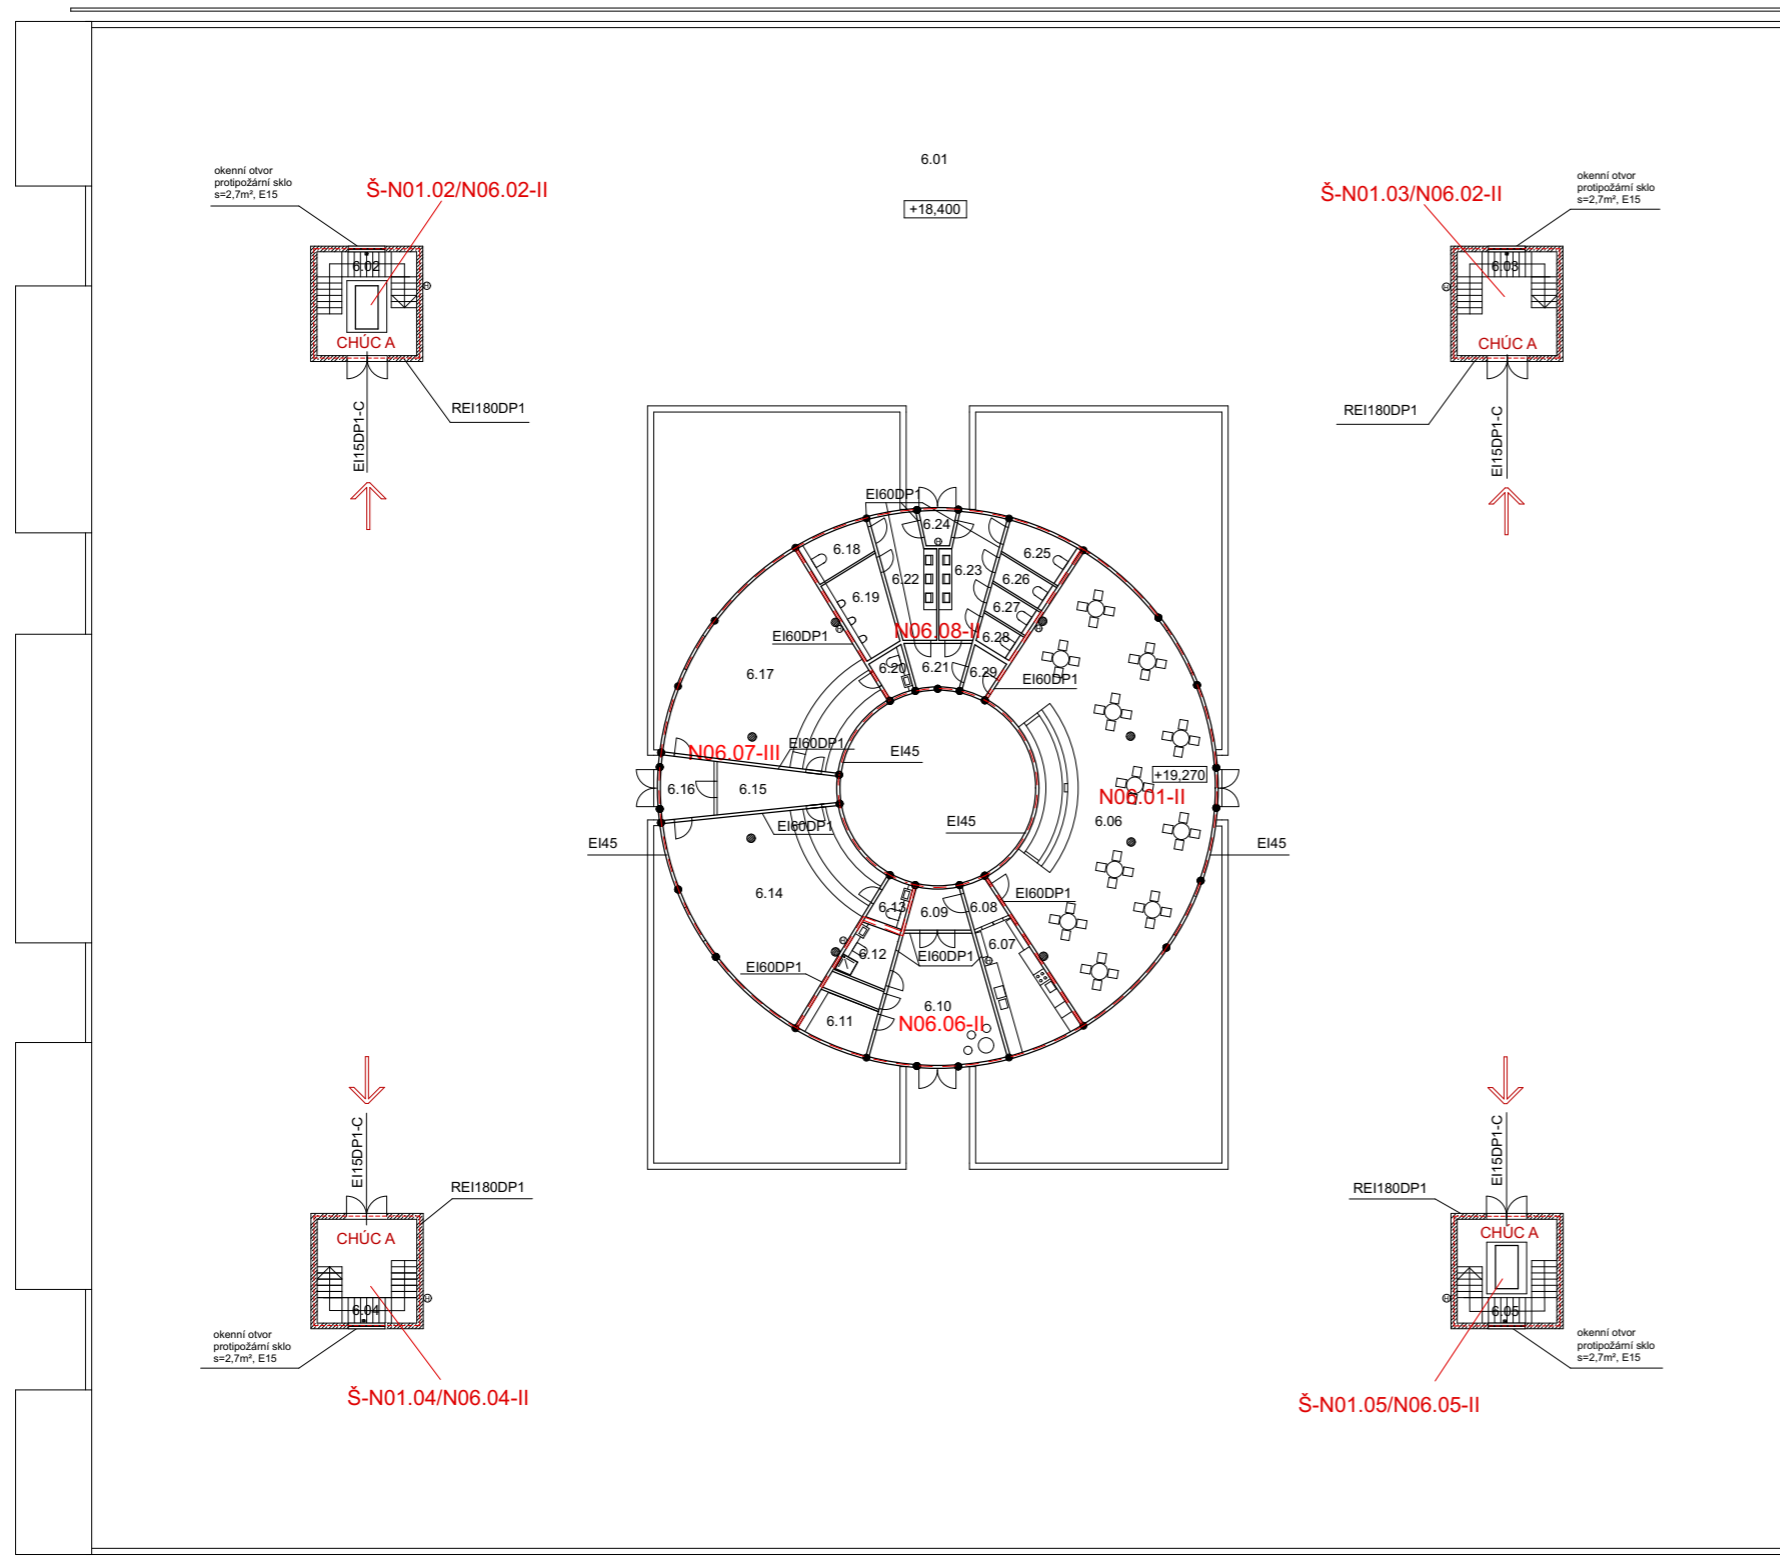 6.01
+18,400
okenní otvor
protipožární sklo
s=2,7m², E15
Š-N01.02/N06.02-II
6.02
CHÚC A
REI180DP1
EI15DP1-C
Š-N01.03/N06.02-II
okenní otvor
protipožární sklo
s=2,7m², E15
6.03
CHÚC A
REI180DP1
EI15DP1-C
EI60DP1
6.24
6.18
6.25
6.22
6.23
6.26
6.19
6.27
EI60DP1
N06.08-II
6.28
6.20
6.21
6.29
6.17
EI60DP1
N06.07-III
EI60DP1
EI45
+19,270
6.16
6.15
N06.01-II
6.06
EI60DP1
EI45
EI45
EI45
6.14
EI60DP1
6.13
6.09
6.08
6.07
6.12
EI60DP1
EI60DP1
6.10
6.11
N06.06-II
EI15DP1-C
REI180DP1
CHÚC A
6.04
okenní otvor
protipožární sklo
s=2,7m², E15
Š-N01.04/N06.04-II
EI15DP1-C
REI180DP1
CHÚC A
6.05
okenní otvor
protipožární sklo
s=2,7m², E15
Š-N01.05/N06.05-II